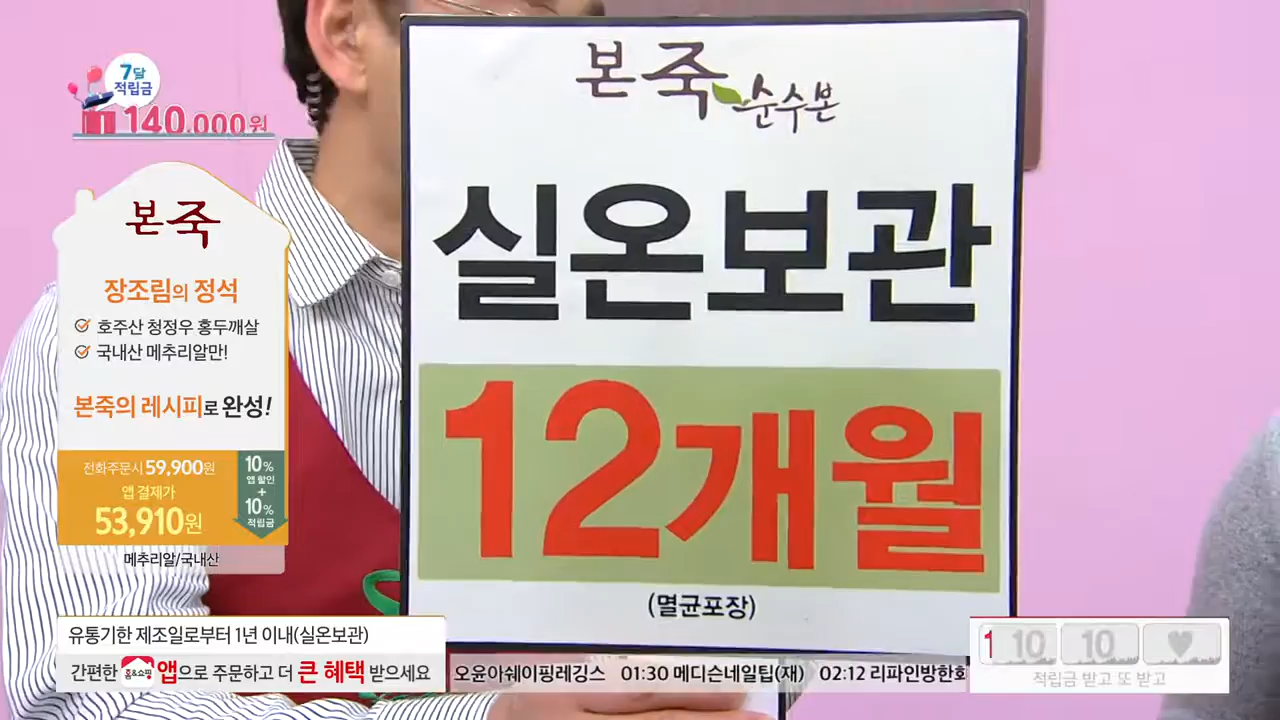 7달
적립금
140,000원
본죽
장조림의 정석
호주산 청정우 홍두깨살
국내산 메추리알만!
본죽의 레시피로 완성!
전화주문시 59,900원
앱 결제가
53,910원
10%
앱 할인
+
10%
적립금
메추리알/국내산
본죽 순수본
실온보관
12개월
(멸균포장)
유통기한 제조일로부터 1년 이내(실온보관)
간편한 홈&쇼핑 앱으로 주문하고 더 큰 혜택 받으세요
오윤아쉐이핑레깅스 01:30 메디슨네일팁(재) 02:12 리파인방한화
1 10 10
적립금 받고 또 받고